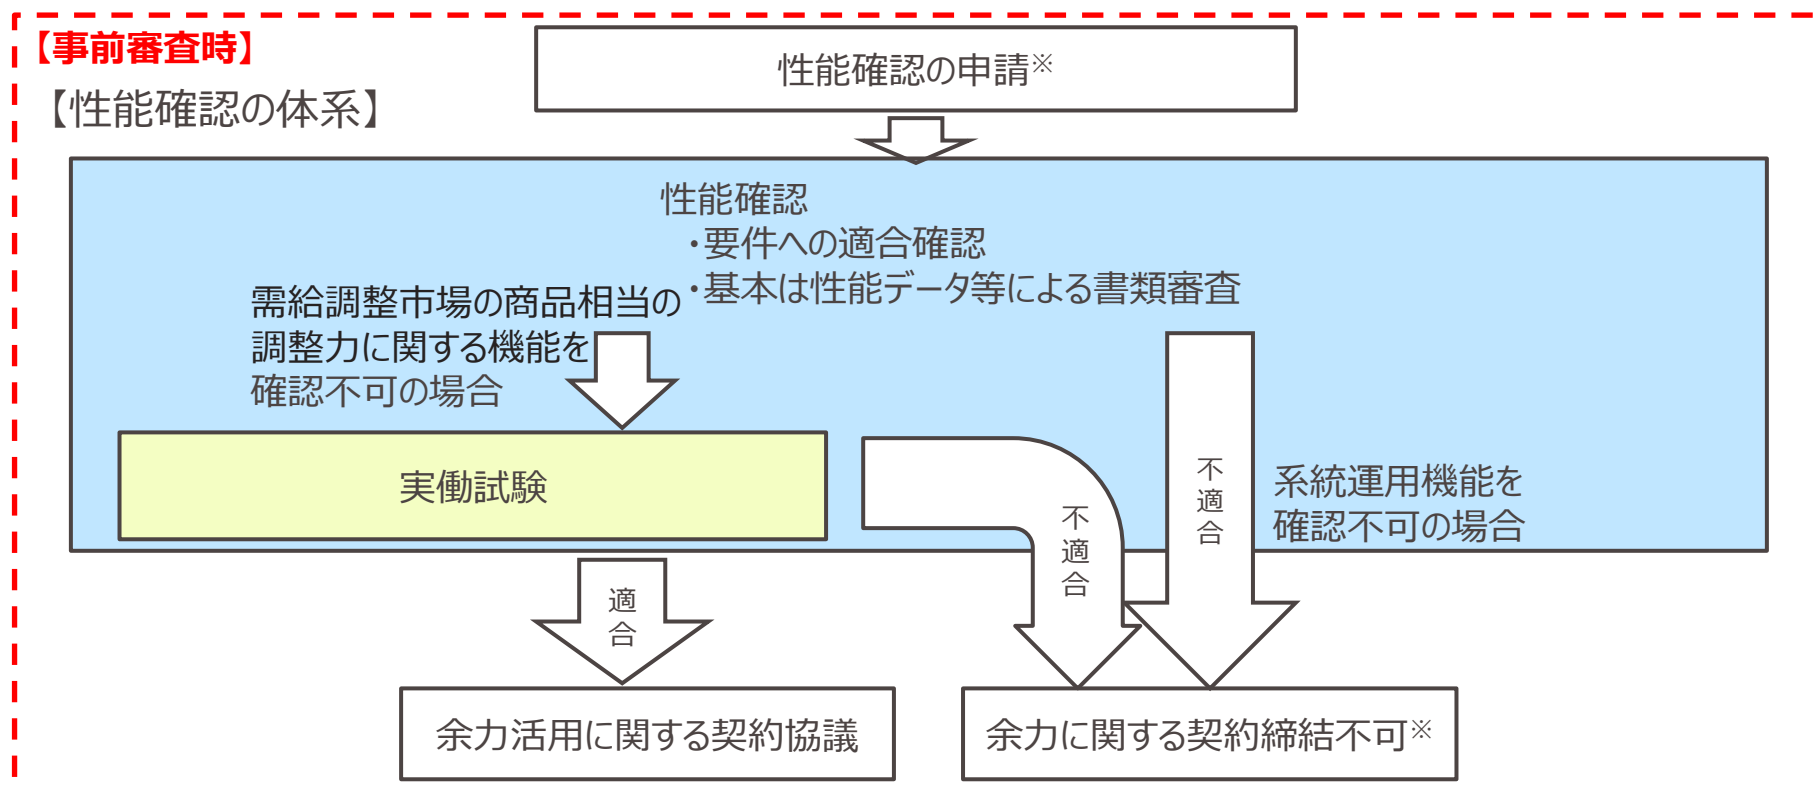 【事前審査時】
性能確認の申請※
【性能確認の体系】
性能確認
・要件への適合確認
・基本は性能データ等による書類審査
需給調整市場の商品相当の
調整力に関する機能を
確認不可の場合
実働試験
不適合
不適合
系統運用機能を
確認不可の場合
適合
余力活用に関する契約協議
余力に関する契約締結不可※